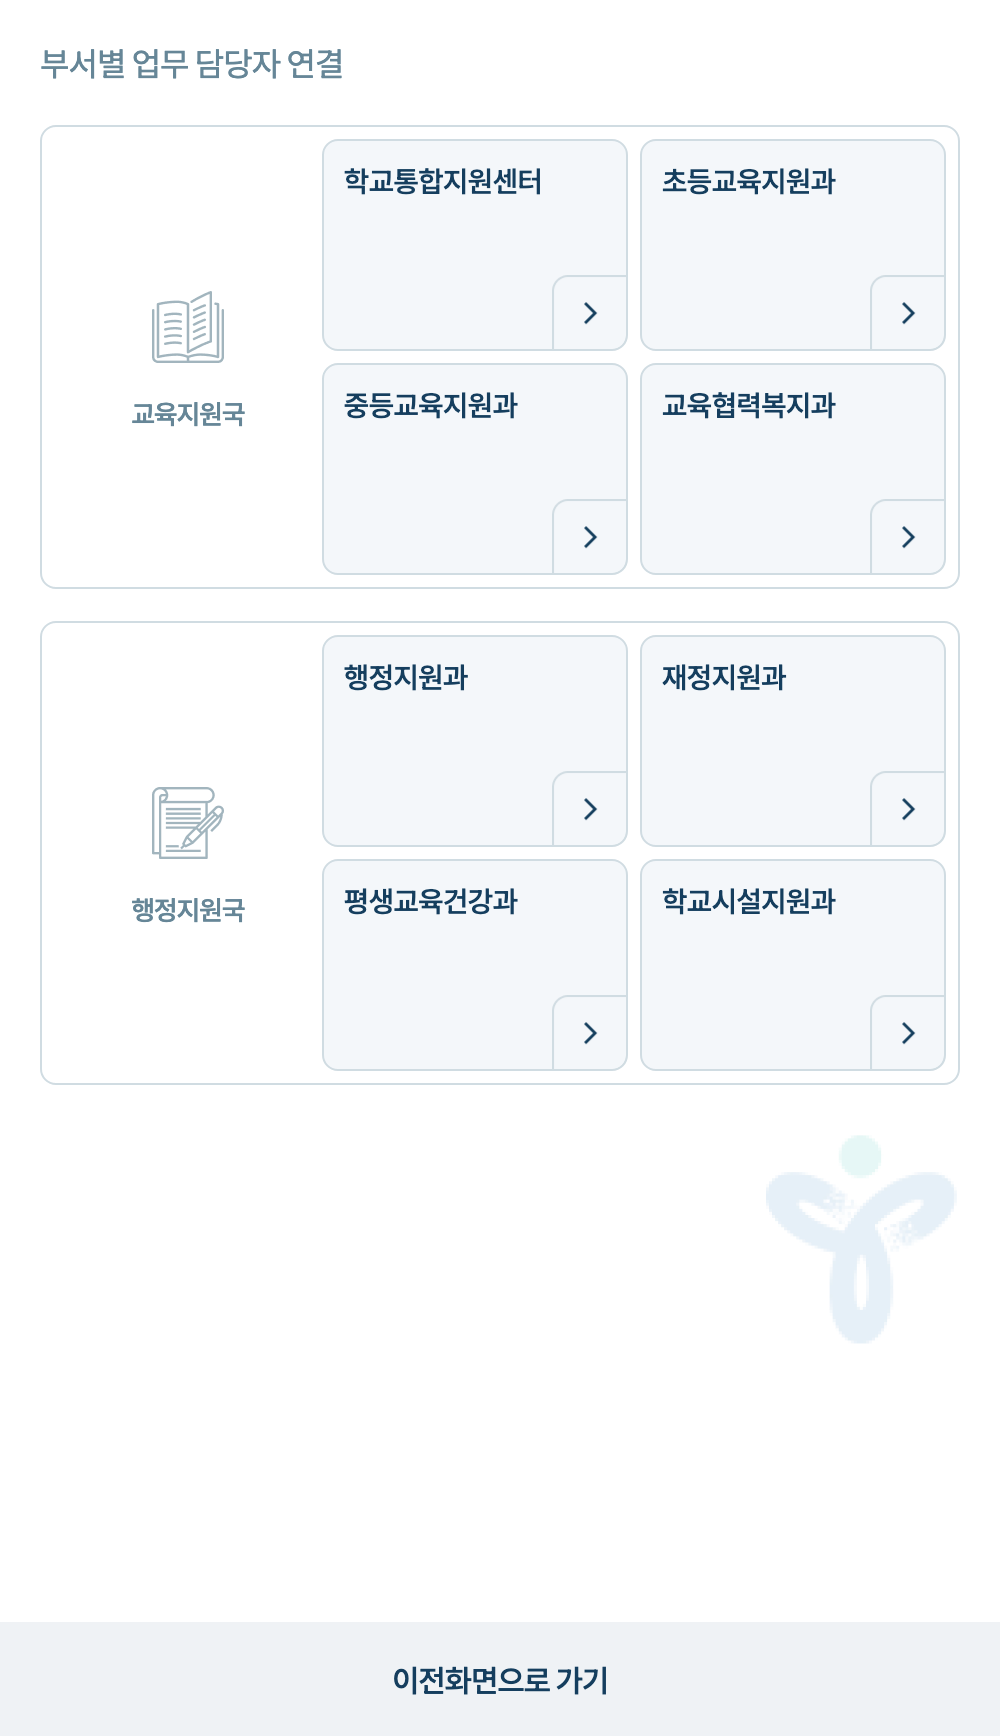 부서별 업무 담당자 연결
교육지원국
학교통합지원센터
초등교육지원과
중등교육지원과
교육협력복지과
행정지원국
행정지원과
재정지원과
평생교육건강과
학교시설지원과
이전화면으로 가기